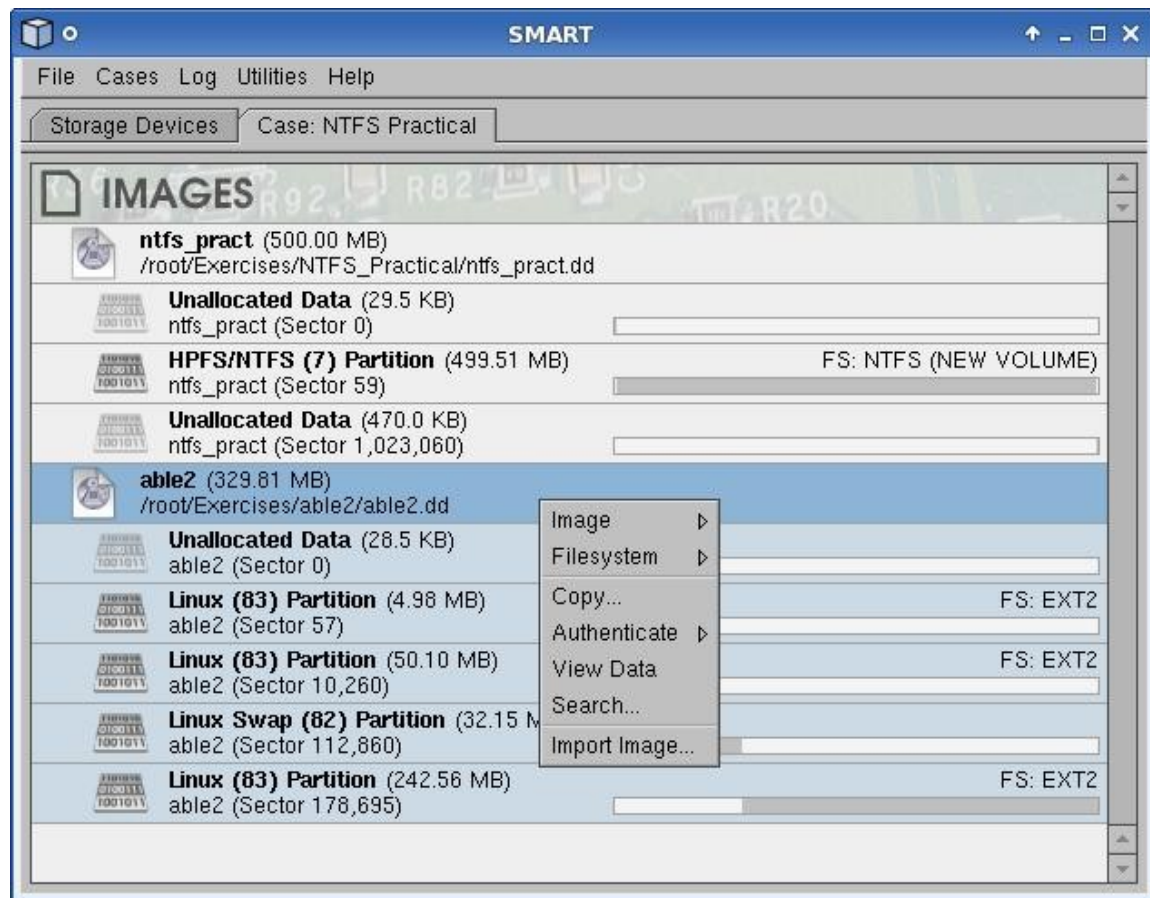 SMART
File Cases Log Utilities Help
Storage Devices
Case: NTFS Practical
IMAGES
R92
R82
R20
ntfs_pract (500.00 MB)
/root/Exercises/NTFS_Practical/ntfs_pract.dd
Unallocated Data (29.5 KB)
ntfs_pract (Sector 0)
HPFS/NTFS (7) Partition (499.51 MB)
FS: NTFS (NEW VOLUME)
ntfs_pract (Sector 59)
Unallocated Data (470.0 KB)
ntfs_pract (Sector 1,023,060)
able2 (329.81 MB)
/root/Exercises/able2/able2.dd
Unallocated Data (28.5 KB)
able2 (Sector 0)
Linux (83) Partition (4.98 MB)
FS: EXT2
able2 (Sector 57)
Linux (83) Partition (50.10 MB)
FS: EXT2
able2 (Sector 10,260)
Linux Swap (82) Partition (32.15 M
able2 (Sector 112,860)
Linux (83) Partition (242.56 MB)
FS: EXT2
able2 (Sector 178,695)
Image
Filesystem
Copy...
Authenticate
View Data
Search...
Import Image...